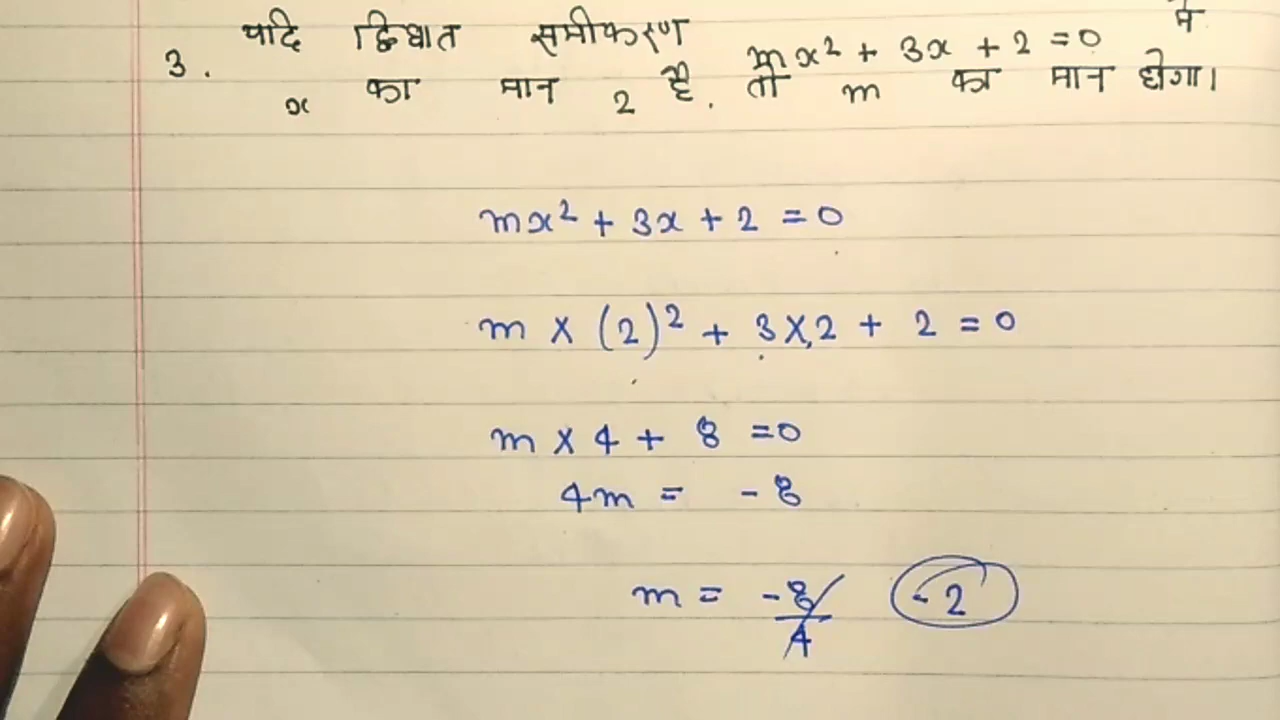 3. यदि द्विघात समीकरण mx² + 3x + 2 = 0 में
x का मान 2 है, तो m का मान होगा।
mx² + 3x + 2 = 0
m × (2)² + 3×2 + 2 = 0
m × 4 + 8 = 0
4m = - 8
m = -8/4 -2